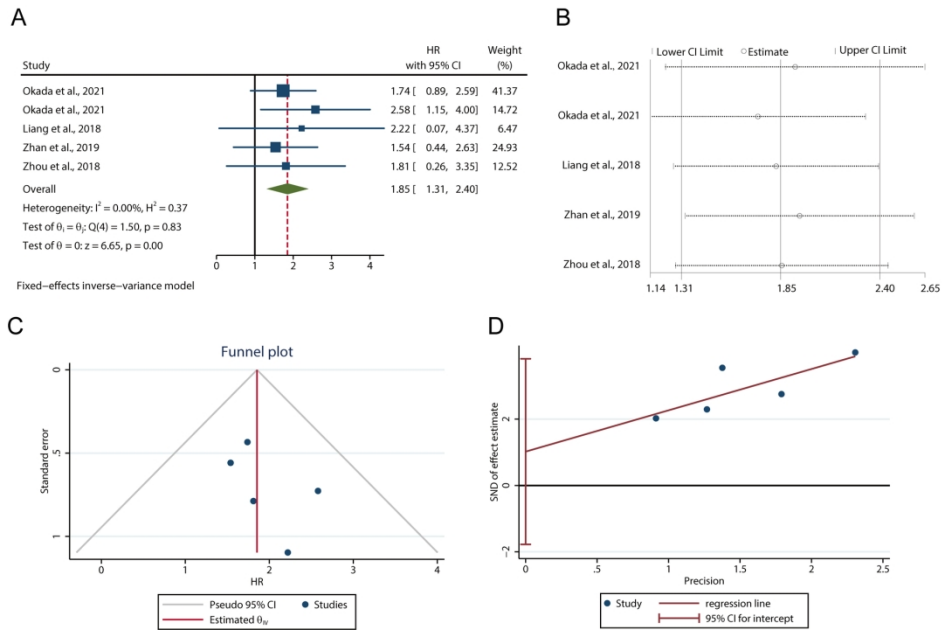 A
HR Weight
Study with 95% CI (%)
Okada et al., 2021 1.74 [ 0.89, 2.59] 41.37
Okada et al., 2021 2.58 [ 1.15, 4.00] 14.72
Liang et al., 2018 2.22 [ 0.07, 4.37] 6.47
Zhan et al., 2019 1.54 [ 0.44, 2.63] 24.93
Zhou et al., 2018 1.81 [ 0.26, 3.35] 12.52
Overall 1.85 [ 1.31, 2.40]
Heterogeneity: I² = 0.00%, H² = 0.37
Test of θᵢ = θⱼ: Q(4) = 1.50, p = 0.83
Test of θ = 0: z = 6.65, p = 0.00
0 1 2 3 4
Fixed−effects inverse−variance model
B
Lower CI Limit Estimate Upper CI Limit
Okada et al., 2021
Okada et al., 2021
Liang et al., 2018
Zhan et al., 2019
Zhou et al., 2018
1.14 1.31 1.85 2.40 2.65
C
Funnel plot
Standard error
0
.5
1
0 1 2 3 4
HR
Pseudo 95% CI Studies
Estimated θIV
D
SND of effect estimate
2
0
−2
0 .5 1 1.5 2 2.5
Precision
Study regression line
95% CI for intercept